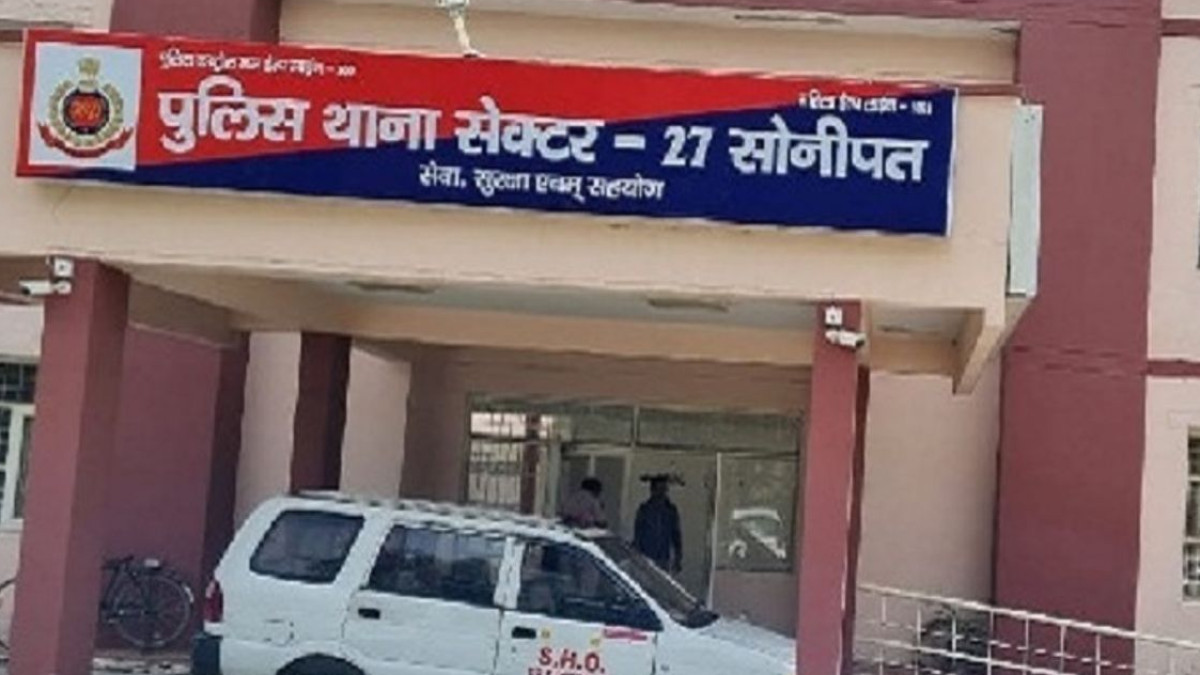 पुलिस थाना सेक्टर - 27 सोनीपत
सेवा, सुरक्षा एवम् सहयोग
S.H.O.